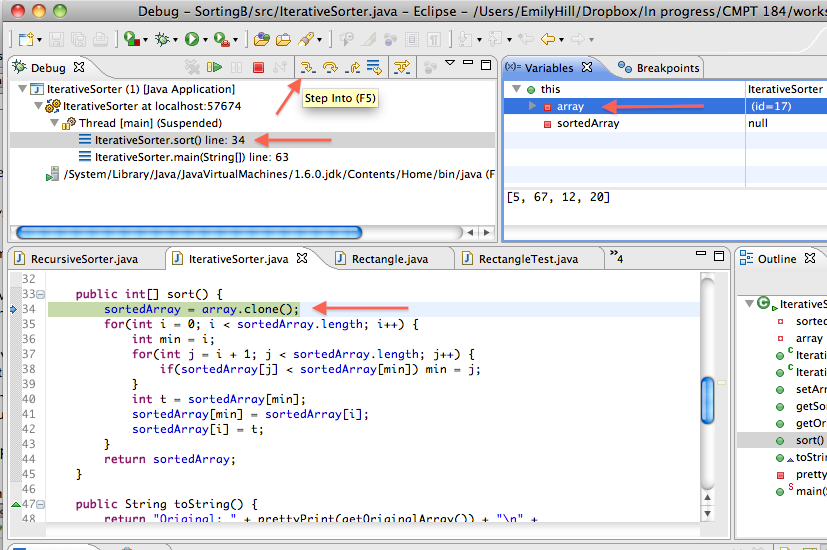 Debug - SortingB/src/IterativeSorter.java - Eclipse - /Users/EmilyHill/Dropbox/In progress/CMPT 184/works
Debug
Step Into (F5)
IterativeSorter (1) [Java Application]
IterativeSorter at localhost:57674
Thread [main] (Suspended)
IterativeSorter.sort() line: 34
IterativeSorter.main(String[]) line: 63
/System/Library/Java/JavaVirtualMachines/1.6.0.jdk/Contents/Home/bin/java (F
(x)= Variables
Breakpoints
this IterativeSorter
array (id=17)
sortedArray null
[5, 67, 12, 20]
RecursiveSorter.java IterativeSorter.java Rectangle.java RectangleTest.java »4
32
33 public int[] sort() {
34 sortedArray = array.clone();
35 for(int i = 0; i < sortedArray.length; i++) {
36 int min = i;
37 for(int j = i + 1; j < sortedArray.length; j++) {
38 if(sortedArray[j] < sortedArray[min]) min = j;
39 }
40 int t = sortedArray[min];
41 sortedArray[min] = sortedArray[i];
42 sortedArray[i] = t;
43 }
44 return sortedArray;
45 }
46
47 public String toString() {
48 return "Original: " + prettyPrint(getOriginalArray()) + "\n" +
Outline
IterativeS
sorted
array
C Iterati
C Iterati
setArr
getSor
getOri
sort()
toStrin
pretty
S main(S